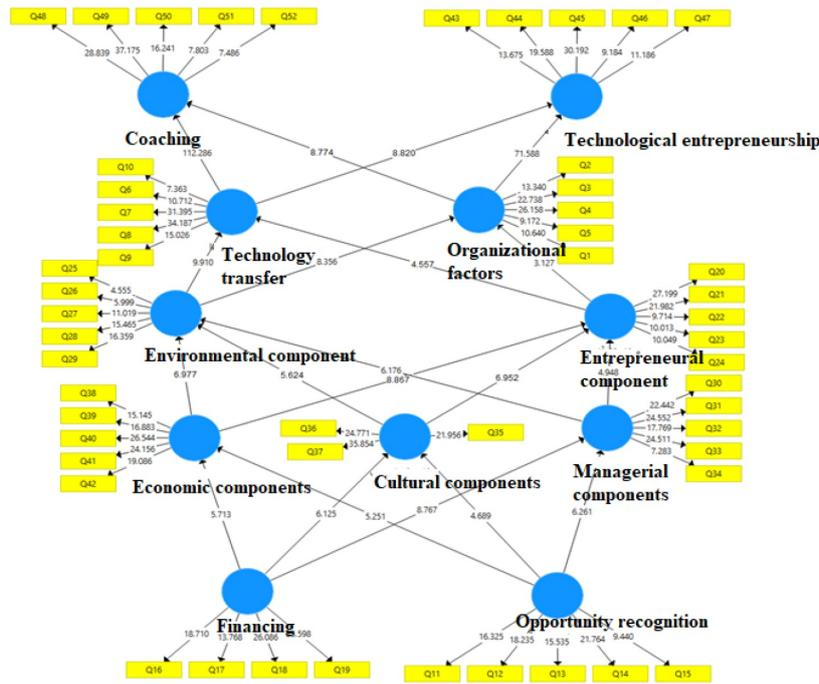 Q48 Q49 Q50 Q51 Q52
Q43 Q44 Q45 Q46 Q47
28.839 37.175 16.241 7.803 7.486
13.675 19.588 30.192 9.184 11.186
Coaching
Technological entrepreneurship
112.286 8.774 8.820 71.588
Q10
Q6
Q7
Q8
Q9
7.363
10.712
31.395
34.187
15.026
Q2
Q3
Q4
Q5
Q1
13.340
22.738
26.158
9.172
10.640
Technology
transfer
Organizational
factors
9.910 8.356 4.557 3.127
Q25
Q26
Q27
Q28
Q29
4.555
5.999
11.019
15.465
16.359
Q20
Q21
Q22
Q23
Q24
27.199
21.982
9.714
10.013
10.049
Environmental component
Entrepreneural
component
6.977 5.624 6.176 8.867 6.952 4.948
Q38
Q39
Q40
Q41
Q42
15.145
16.883
26.544
24.156
19.086
Q36
Q37
24.771
35.854
21.956
Q35
Q30
Q31
Q32
Q33
Q34
22.442
24.552
17.769
24.511
7.283
Economic components
Cultural components
Managerial
components
5.713 6.125 8.767 5.251 4.689 6.261
Financing
Opportunity recognition
18.710 13.768 26.086
16.325 18.235 15.535 21.764 9.440
Q16 Q17 Q18 Q19
Q11 Q12 Q13 Q14 Q15